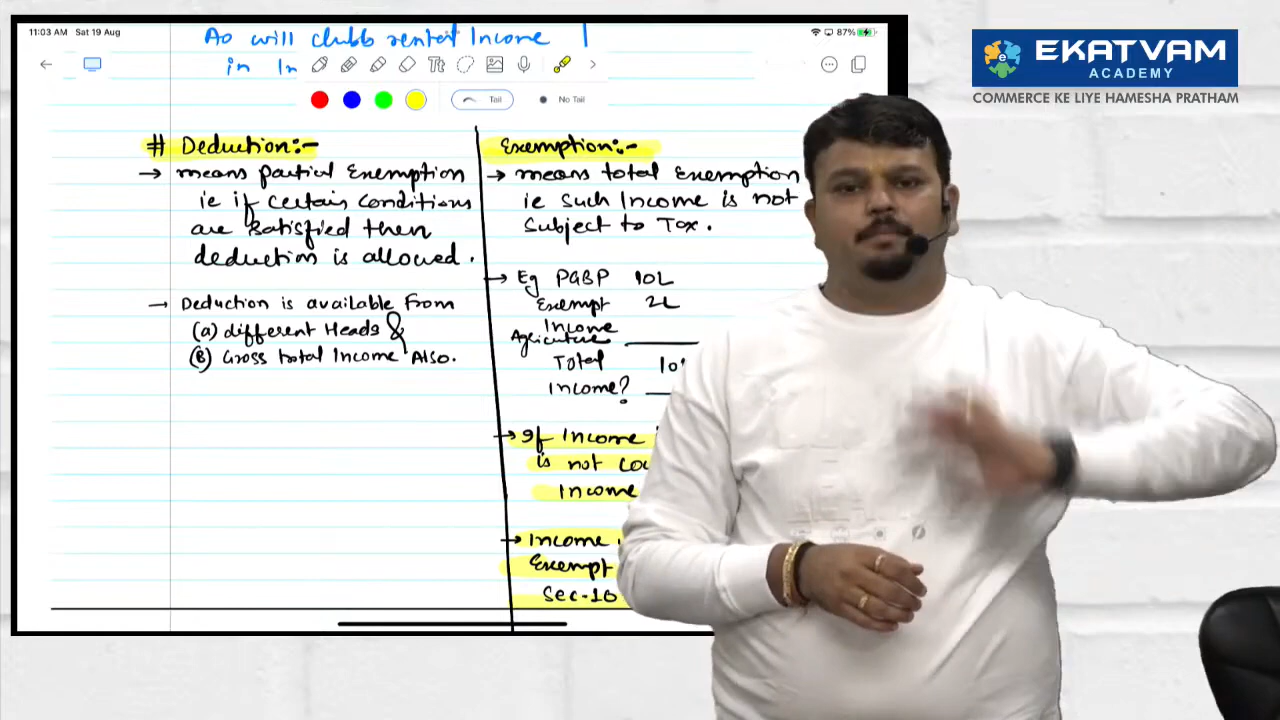 11:03 AM Sat 19 Aug
87%
As will clubb rented Income
in In
Tt
Tail
No Tail
EKATVAM
ACADEMY
COMMERCE KE LIYE HAMESHA PRATHAM
# Deduction:-
→ means partial Exemption
ie if certain conditions
are satisfied then
deduction is allowed.
→ Deduction is available from
(a) different Heads &
(B) Gross total Income Also.
Exemption:-
→ means total Exemption
ie such Income is not
Subject to Tax.
→ Eg PGBP 10L
Exempt 2L
Income
Agriculture
Total 10
Income?
→ If Income
is not
Income
→ Income
Exempt
Sec-10